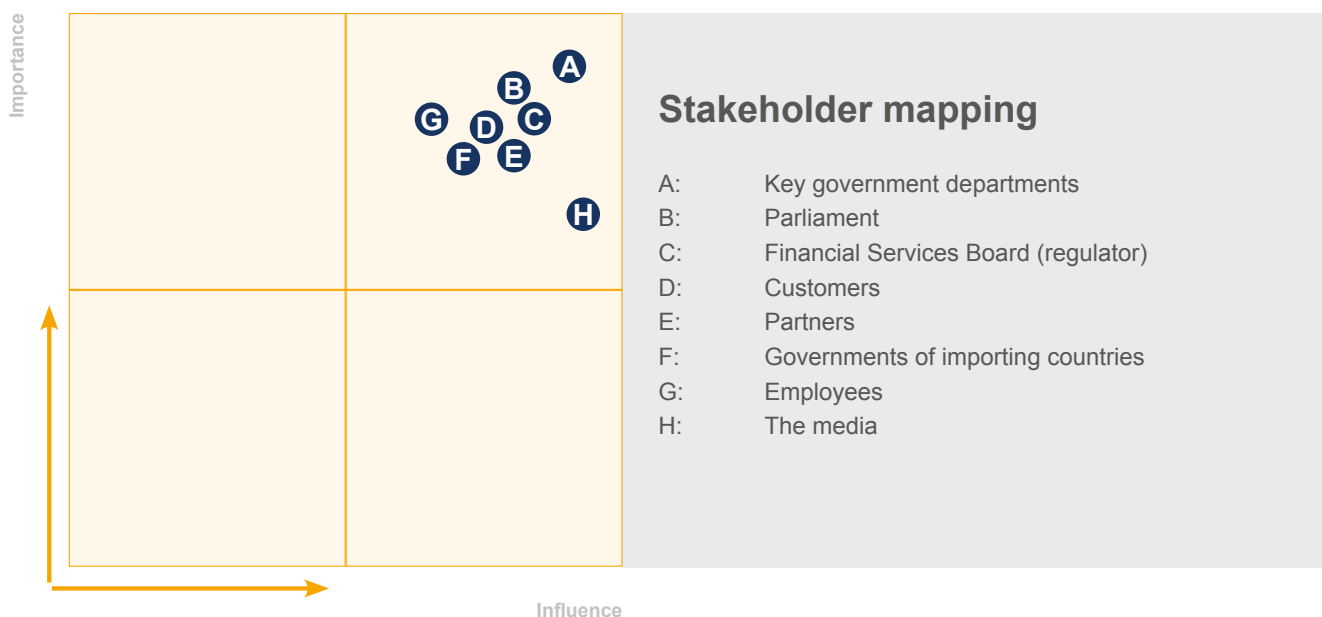 Importance
A
B
G
D
C
F
E
H
Influence
Stakeholder mapping
A: Key government departments
B: Parliament
C: Financial Services Board (regulator)
D: Customers
E: Partners
F: Governments of importing countries
G: Employees
H: The media